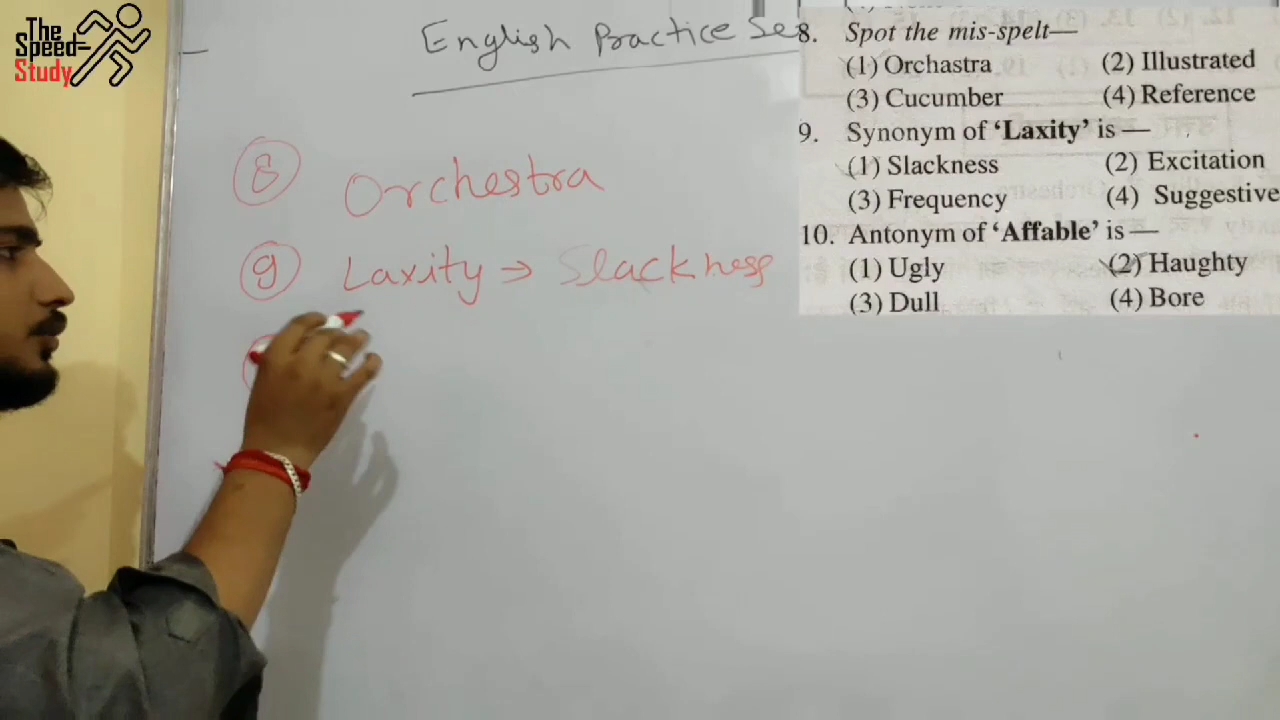 The
Speed
Study
English Practice Se
8. Spot the mis-spelt—
(1) Orchastra (2) Illustrated
(3) Cucumber (4) Reference
9. Synonym of ‘Laxity’ is —
(1) Slackness (2) Excitation
(3) Frequency (4) Suggestive
10. Antonym of ‘Affable’ is —
(1) Ugly (2) Haughty
(3) Dull (4) Bore
8 Orchestra
9 Laxity → Slackness